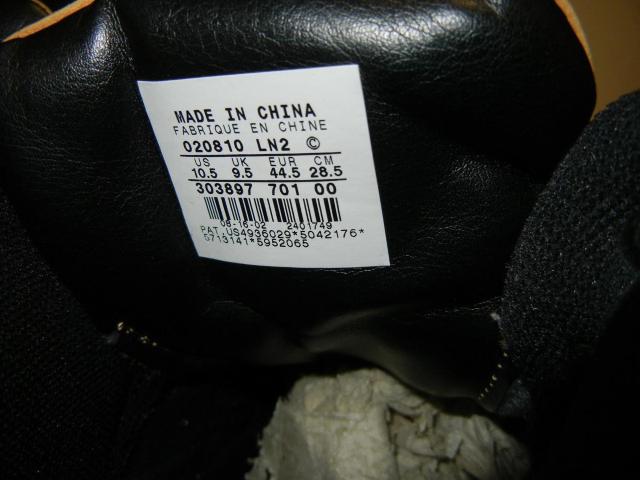 MADE IN CHINA
FABRIQUE EN CHINE
020810 LN2 ©
US UK EUR CM
10.5 9.5 44.5 28.5
303897 701 00
08-16-02 2401749
PAT. US4936029*5042176*
5713141*5952065